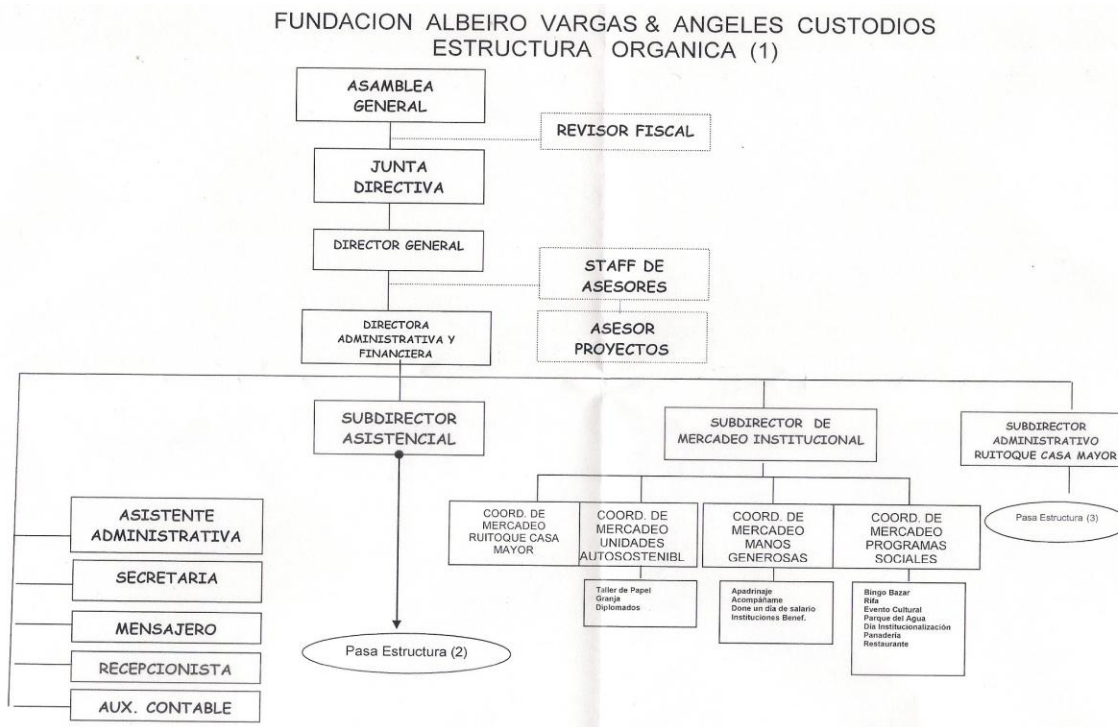 FUNDACION ALBEIRO VARGAS & ANGELES CUSTODIOS
ESTRUCTURA ORGANICA (1)
ASAMBLEA
GENERAL
REVISOR FISCAL
JUNTA
DIRECTIVA
DIRECTOR GENERAL
STAFF DE
ASESORES
DIRECTORA
ADMINISTRATIVA Y
FINANCIERA
ASESOR
PROYECTOS
SUBDIRECTOR
ASISTENCIAL
SUBDIRECTOR DE
MERCADEO INSTITUCIONAL
SUBDIRECTOR
ADMINISTRATIVO
RUITOQUE CASA MAYOR
ASISTENTE
ADMINISTRATIVA
SECRETARIA
MENSAJERO
RECEPCIONISTA
AUX. CONTABLE
Pasa Estructura (2)
COORD. DE
MERCADEO
RUITOQUE CASA
MAYOR
COORD. DE
MERCADEO
UNIDADES
AUTOSOSTENIBL
Taller de Papel
Granja
Diplomados
COORD. DE
MERCADEO
MANOS
GENEROSAS
Apadrinaje
Acompáñame
Done un día de salario
Instituciones Benef.
COORD. DE
MERCADEO
PROGRAMAS
SOCIALES
Bingo Bazar
Rifa
Evento Cultural
Parque del Agua
Día Institucionalización
Panadería
Restaurante
Pasa Estructura (3)